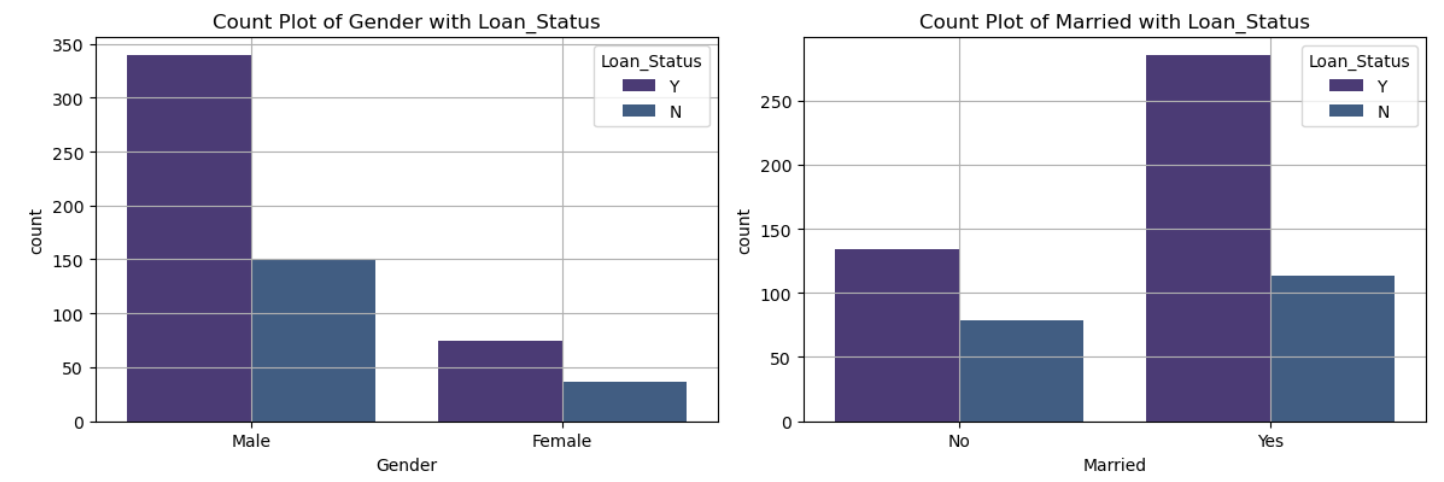 Count Plot of Gender with Loan_Status
350
300
250
200
150
100
50
0
count
Male
Female
Gender
Loan_Status
Y
N
Count Plot of Married with Loan_Status
250
200
150
100
50
0
count
No
Yes
Married
Loan_Status
Y
N